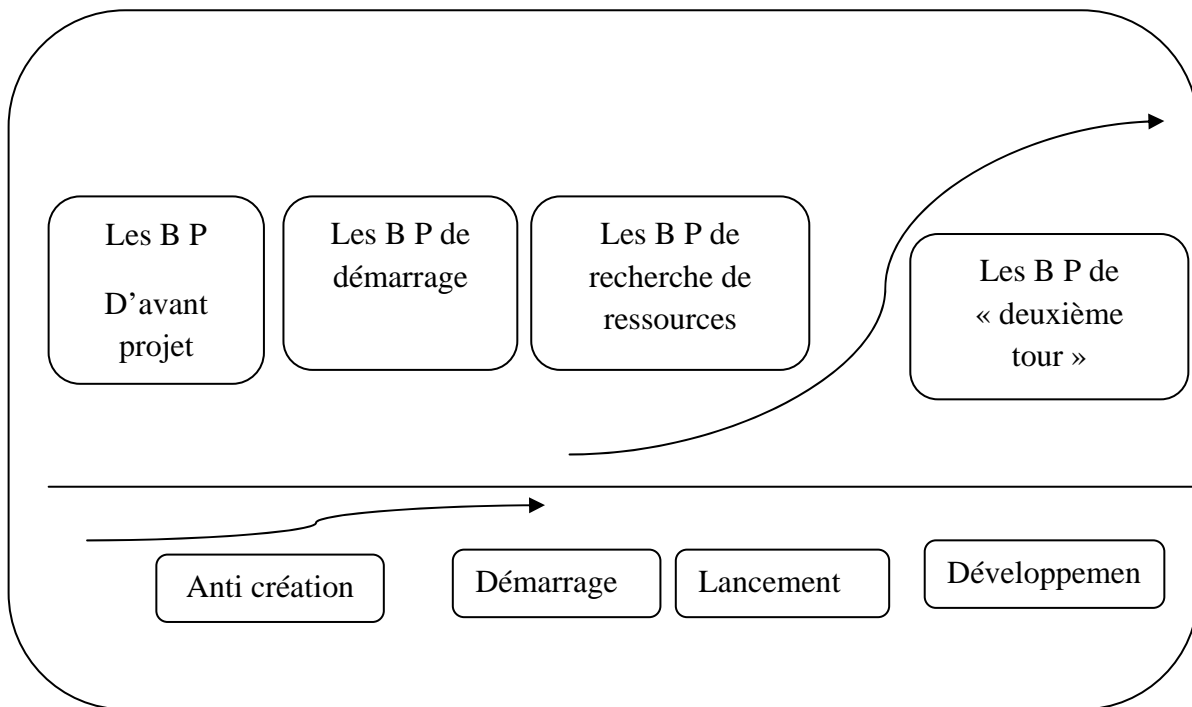 Les B P
D’avant
projet
Les B P de
démarrage
Les B P de
recherche de
ressources
Les B P de
« deuxième
tour »
Anti création
Démarrage
Lancement
Développemen